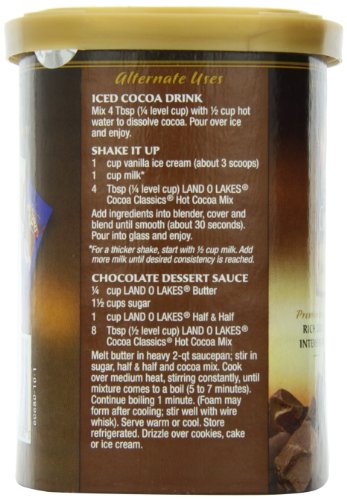 Alternate Uses
ICED COCOA DRINK
Mix 4 Tbsp (¼ level cup) with ½ cup hot
water to dissolve cocoa. Pour over ice
and enjoy.
SHAKE IT UP
1 cup vanilla ice cream (about 3 scoops)
1 cup milk*
4 Tbsp (¼ level cup) LAND O LAKES®
Cocoa Classics® Hot Cocoa Mix
Add ingredients into blender, cover and
blend until smooth (about 30 seconds).
Pour into glass and enjoy.
*For a thicker shake, start with ½ cup milk. Add
more milk until desired consistency is reached.
CHOCOLATE DESSERT SAUCE
¼ cup LAND O LAKES® Butter
1½ cups sugar
1 cup LAND O LAKES® Half & Half
8 Tbsp (½ level cup) LAND O LAKES®
Cocoa Classics® Hot Cocoa Mix
Melt butter in heavy 2-qt saucepan; stir in
sugar, half & half and cocoa mix. Cook
over medium heat, stirring constantly, until
mixture comes to a boil (5 to 7 minutes).
Continue boiling 1 minute. (Foam may
form after cooling; stir well with wire
whisk). Serve warm or cool. Store
refrigerated. Drizzle over cookies, cake
or ice cream.
RICH